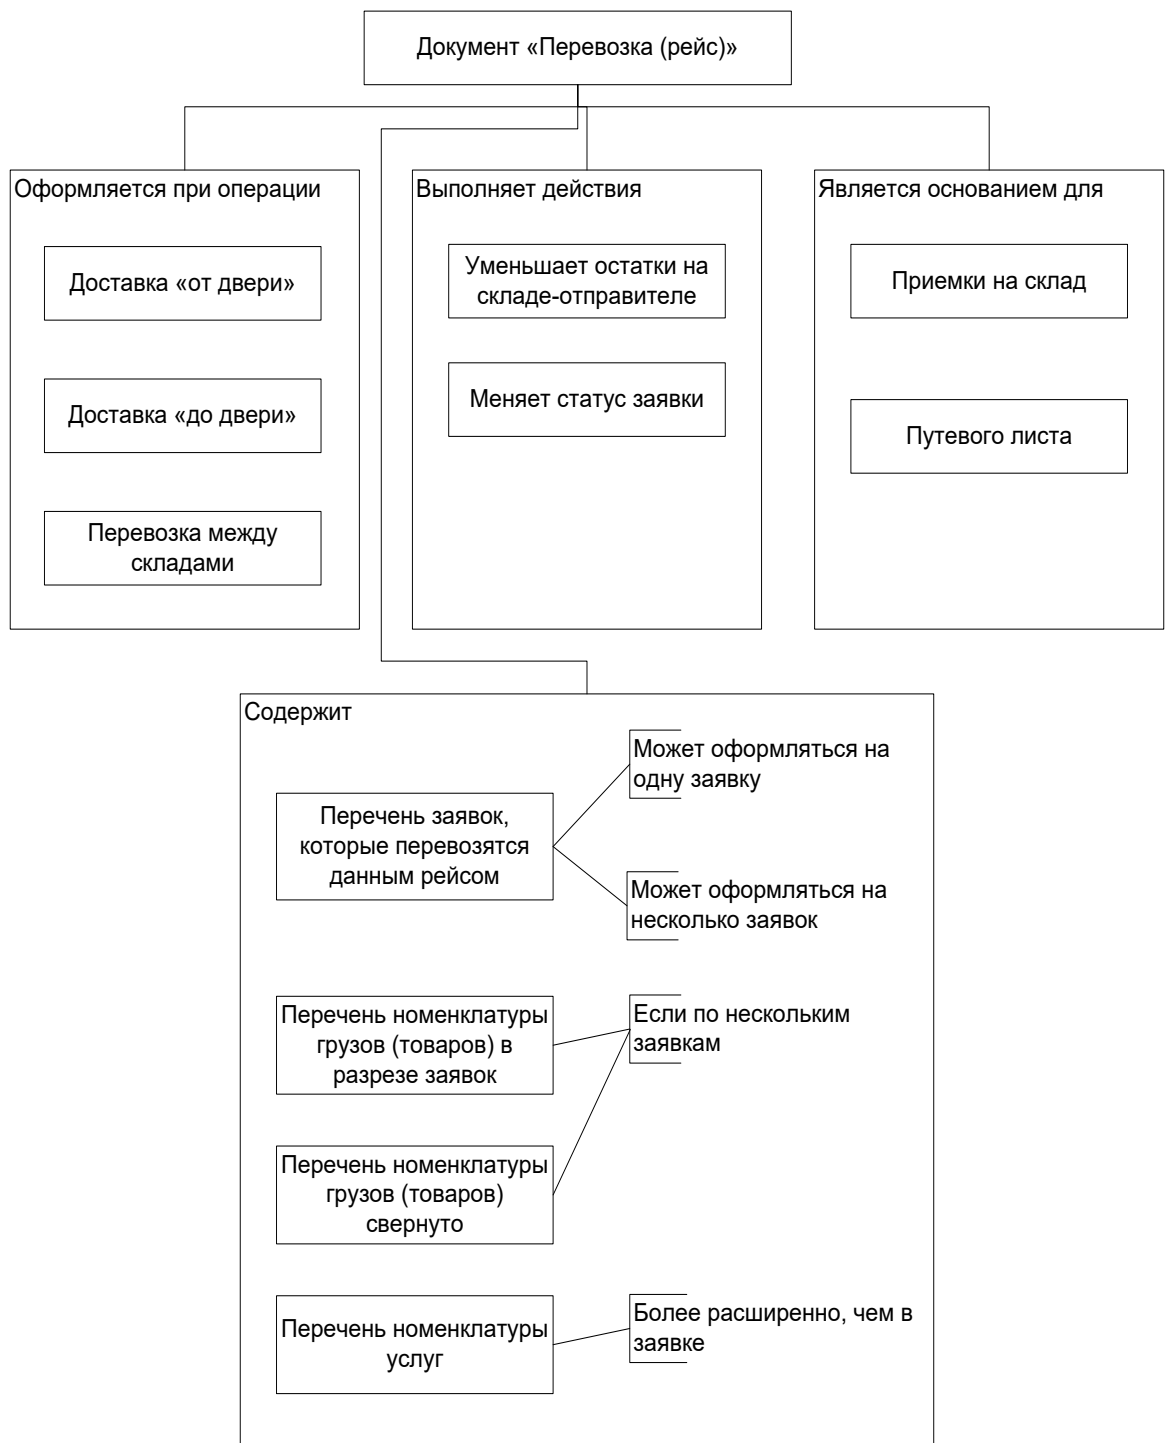 Документ «Перевозка (рейс)»
Оформляется при операции
Доставка «от двери»
Доставка «до двери»
Перевозка между
складами
Выполняет действия
Уменьшает остатки на
складе-отправителе
Меняет статус заявки
Является основанием для
Приемки на склад
Путевого листа
Содержит
Перечень заявок,
которые перевозятся
данным рейсом
Может оформляться на
одну заявку
Может оформляться на
несколько заявок
Перечень номенклатуры
грузов (товаров) в
разрезе заявок
Если по нескольким
заявкам
Перечень номенклатуры
грузов (товаров)
свернуто
Перечень номенклатуры
услуг
Более расширенно, чем в
заявке